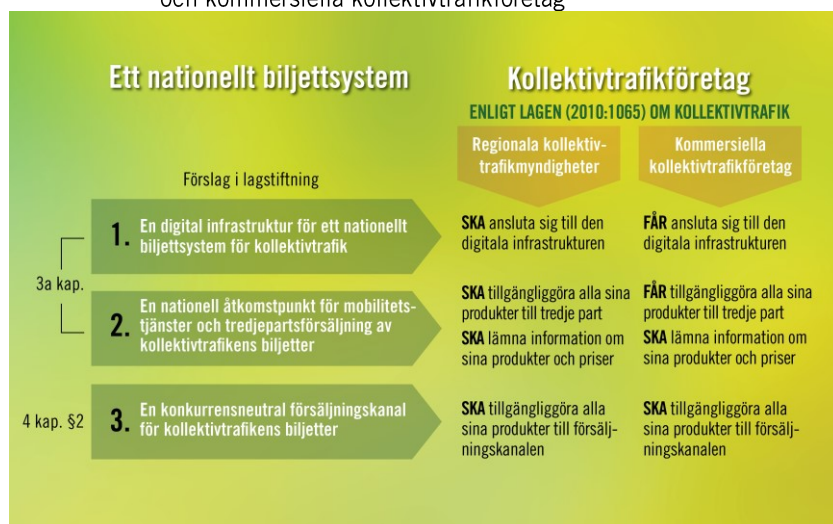 och kommersiella kollektivtrafikföretag
Ett nationellt biljettsystem
Kollektivtrafikföretag
ENLIGT LAGEN (2010:1065) OM KOLLEKTIVTRAFIK
Regionala kollektiv-
trafikmyndigheter
Kommersiella
kollektivtrafikföretag
Förslag i lagstiftning
3a kap.
1. En digital infrastruktur för ett nationellt
biljettsystem för kollektivtrafik
SKA ansluta sig till den
digitala infrastrukturen
FÅR ansluta sig till den
digitala infrastrukturen
2. En nationell åtkomstpunkt för mobilitets-
tjänster och tredjepartsförsäljning av
kollektivtrafikens biljetter
SKA tillgängliggöra alla sina
produkter till tredje part
SKA lämna information om
sina produkter och priser
FÅR tillgängliggöra alla sina
produkter till tredje part
SKA lämna information om
sina produkter och priser
4 kap. §2
3. En konkurrensneutral försäljningskanal
för kollektivtrafikens biljetter
SKA tillgängliggöra alla
sina produkter till försälj-
ningskanalen
SKA tillgängliggöra alla
sina produkter till försälj-
ningskanalen